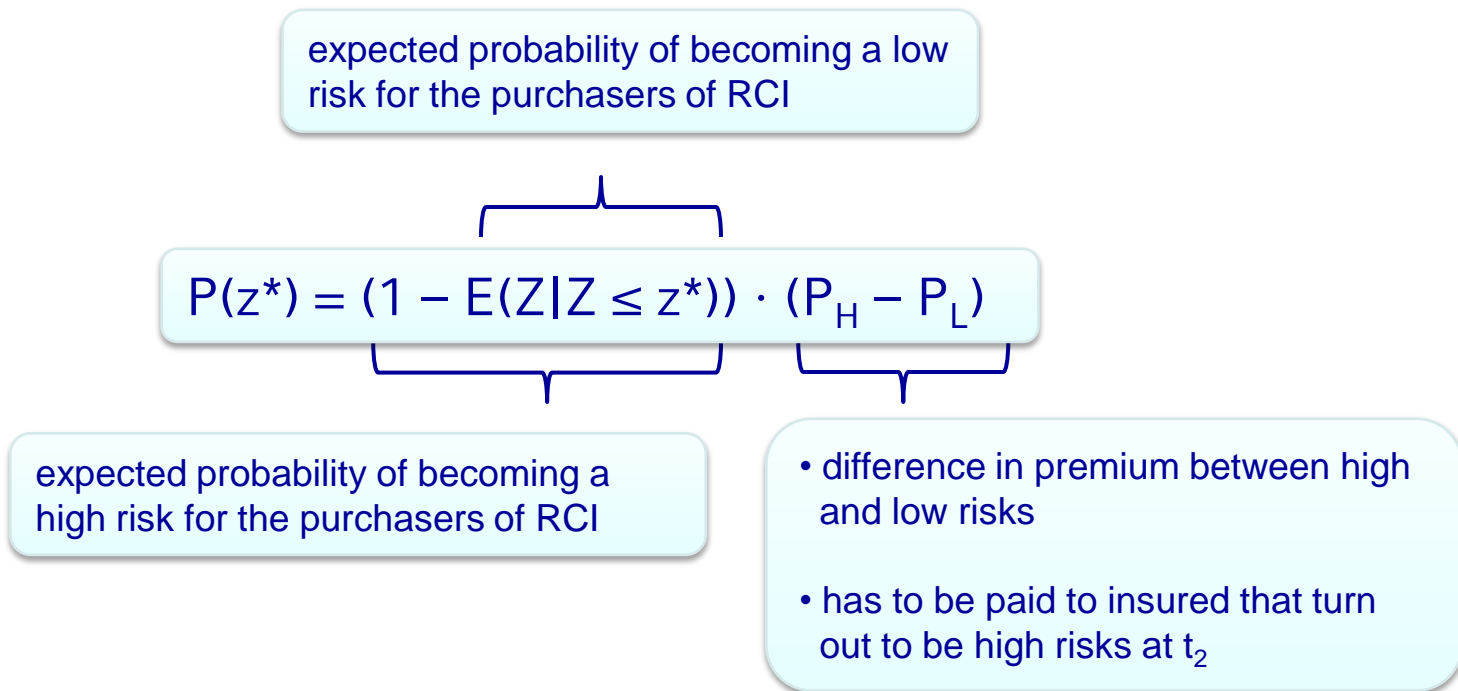 expected probability of becoming a low
risk for the purchasers of RCI
P(z*) = (1 – E(Z|Z ≤ z*)) · (P_H – P_L)
expected probability of becoming a
high risk for the purchasers of RCI
• difference in premium between high
and low risks
• has to be paid to insured that turn
out to be high risks at t₂